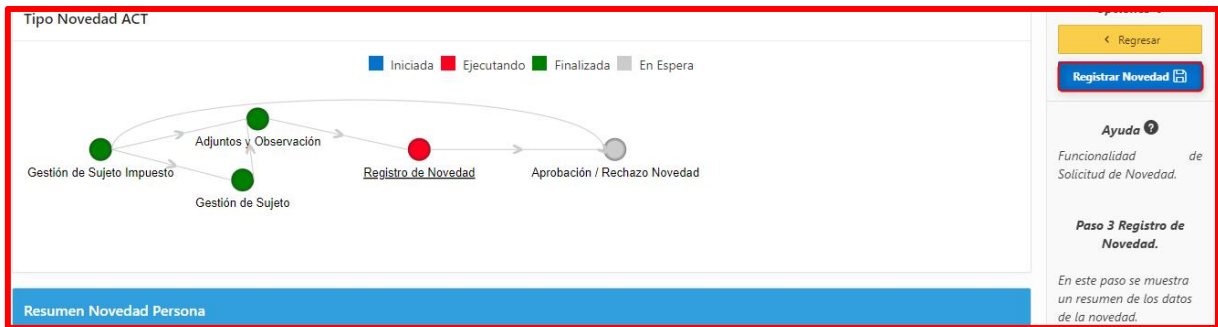 Tipo Novedad ACT
Iniciada Ejecutando Finalizada En Espera
Adjuntos y Observación
Gestión de Sujeto Impuesto
Registro de Novedad
Aprobación / Rechazo Novedad
Gestión de Sujeto
Resumen Novedad Persona
Regresar
Registrar Novedad
Ayuda
Funcionalidad de
Solicitud de Novedad.
Paso 3 Registro de
Novedad.
En este paso se muestra
un resumen de los datos
de la novedad.